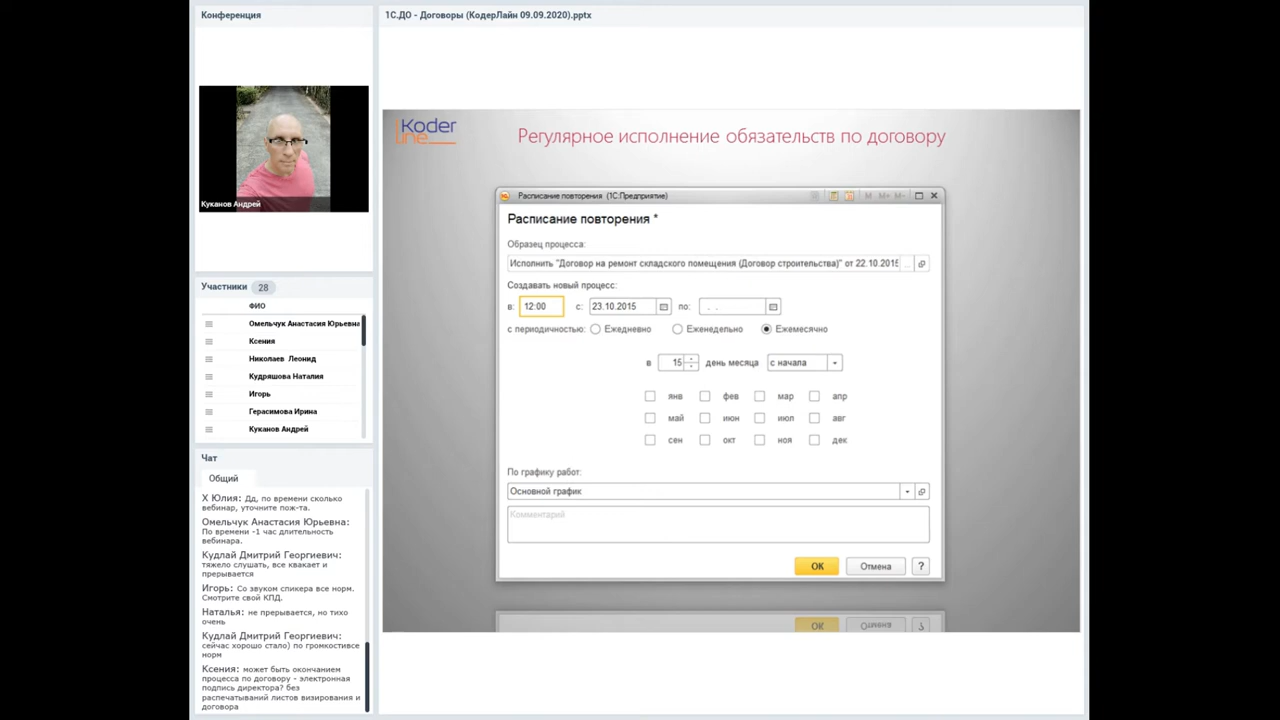 Конференция
Куканов Андрей
Участники 28
ФИО
Омельчук Анастасия Юрьевна
Ксения
Николаев Леонид
Кудряшова Наталия
Игорь
Герасимова Ирина
Куканов Андрей
Чат
Общий
Х Юлия: Дд, по времени сколько
вебинар, уточните пож-та.
Омельчук Анастасия Юрьевна:
По времени -1 час длительность
вебинара.
Кудлай Дмитрий Георгиевич:
тяжело слушать, все квакает и
прерывается
Игорь: Со звуком спикера все норм.
Смотрите свой КПД.
Наталья: не прерывается, но тихо
очень
Кудлай Дмитрий Георгиевич:
сейчас хорошо стало) по громкостивсе
норм
Ксения: может быть окончанием
процесса по договору - электронная
подпись директора? без
распечатываний листов визирования и
договора
1С.ДО - Договоры (КодерЛайн 09.09.2020).pptx
Koder
line
Регулярное исполнение обязательств по договору
Расписание повторения (1С:Предприятие)
M M+ M-
Расписание повторения *
Образец процесса:
Исполнить "Договор на ремонт складского помещения (Договор строительства)" от 22.10.2015 ...
Создавать новый процесс:
в: 12:00 с: 23.10.2015 по: . .
с периодичностью: Ежедневно Еженедельно Ежемесячно
в 15 день месяца с начала
янв фев мар апр
май июн июл авг
сен окт ноя дек
По графику работ:
Основной график
Комментарий
ОК Отмена ?